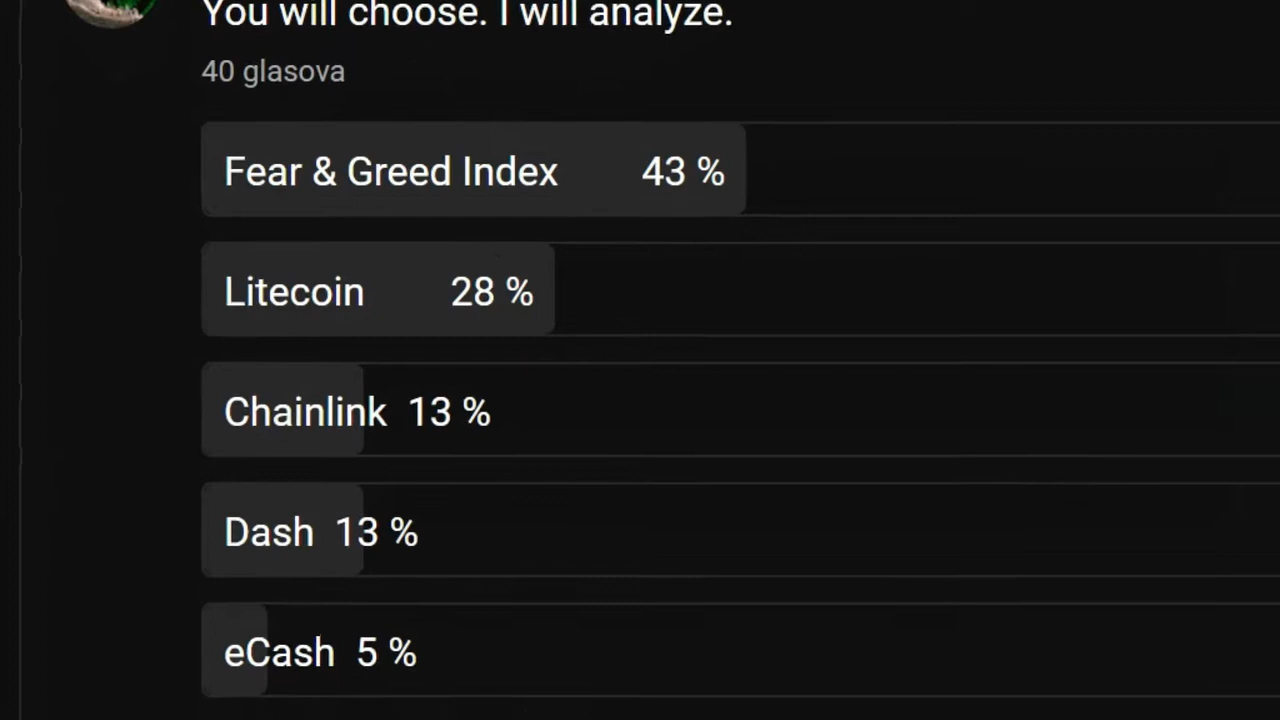 You will choose. I will analyze.
40 glasova
Fear & Greed Index 43 %
Litecoin 28 %
Chainlink 13 %
Dash 13 %
eCash 5 %